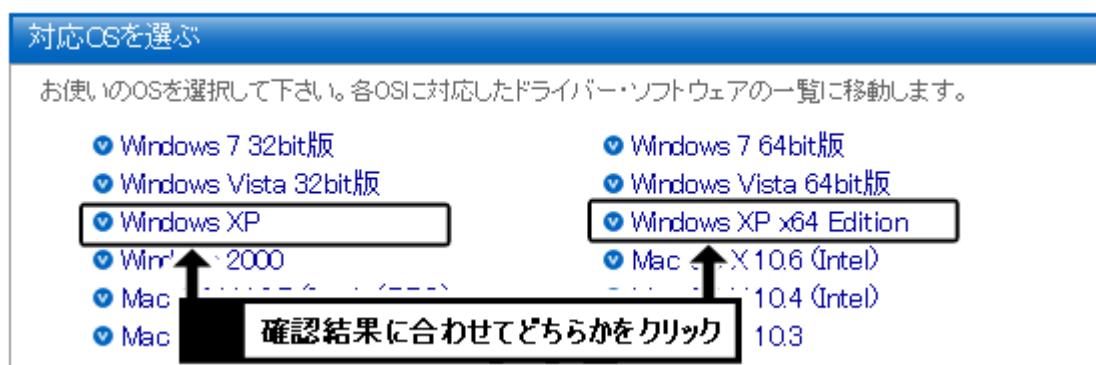 対応OSを選ぶ
お使いのOSを選択して下さい。各OSに対応したドライバー・ソフトウェアの一覧に移動します。
Windows 7 32bit版
Windows 7 64bit版
Windows Vista 32bit版
Windows Vista 64bit版
Windows XP
Windows XP x64 Edition
2000
Mac X 10.6 (Intel)
Mac
10.4 (Intel)
Mac
10.3
確認結果に合わせてどちらかをクリック